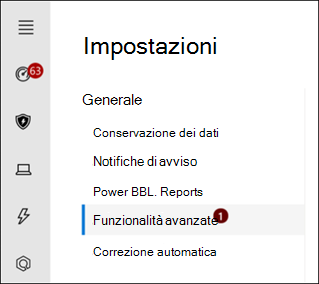 Impostazioni
63
Generale
Conservazione dei dati
Notifiche di avviso
Power BBL. Reports
Funzionalità avanzate 1
Correzione automatica